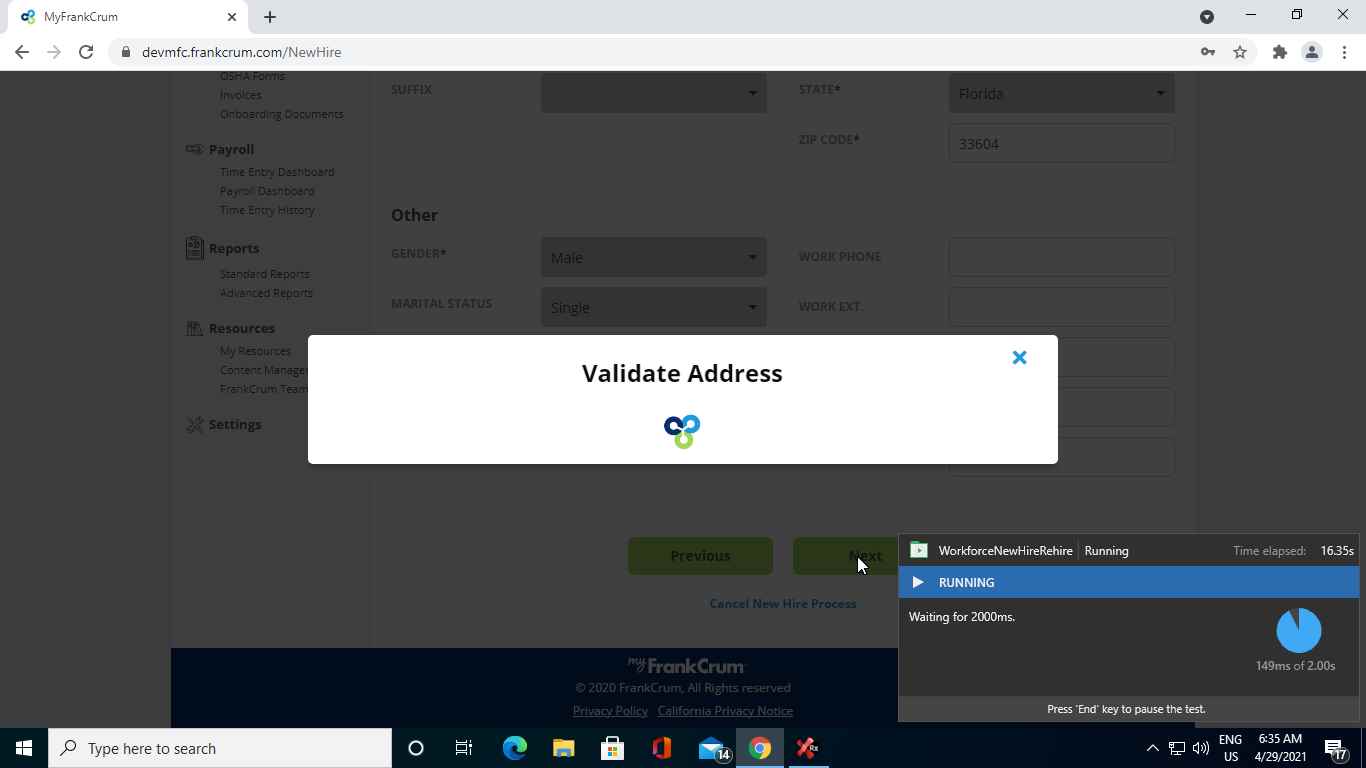 MyFrankCrum
devmfc.frankcrum.com/NewHire
OSHA Forms
Invoices
Onboarding Documents
Payroll
Time Entry Dashboard
Payroll Dashboard
Time Entry History
Reports
Standard Reports
Advanced Reports
Resources
My Resources
Content Manager
FrankCrum Team
Settings
SUFFIX
STATE*
Florida
ZIP CODE*
33604
Other
GENDER*
Male
WORK PHONE
MARITAL STATUS
Single
WORK EXT.
Validate Address
Previous
Next
Cancel New Hire Process
myFrankCrum
© 2020 FrankCrum, All Rights reserved
Privacy Policy California Privacy Notice
WorkforceNewHireRehire Running Time elapsed: 16.35s
RUNNING
Waiting for 2000ms.
149ms of 2.00s
Press 'End' key to pause the test.
Type here to search
14
Rx
ENG
US
6:35 AM
4/29/2021
17